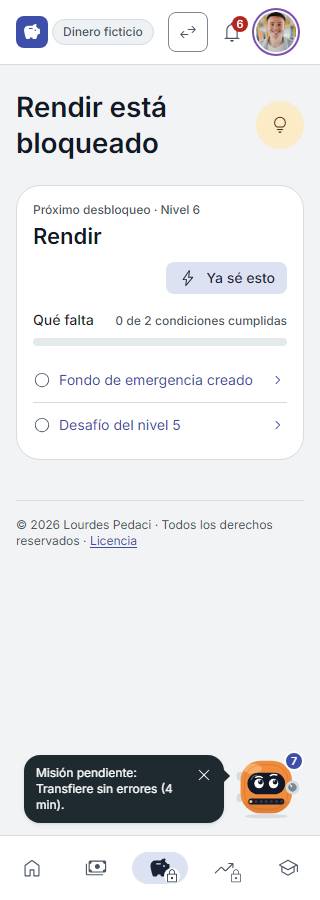 Dinero ficticio
6
Rendir está
bloqueado
Próximo desbloqueo · Nivel 6
Rendir
Ya sé esto
Qué falta
0 de 2 condiciones cumplidas
Fondo de emergencia creado
Desafío del nivel 5
© 2026 Lourdes Pedaci · Todos los derechos
reservados · Licencia
Misión pendiente:
Transfiere sin errores (4
min).
7